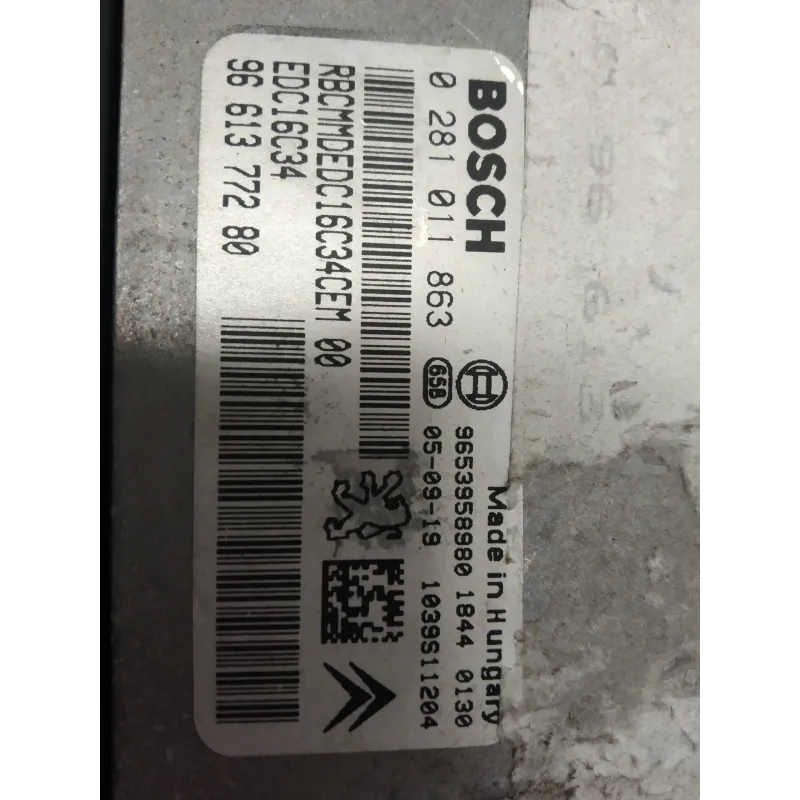 BOSCH
0 281 011 863
RBCMMDEDC16C34CEM 00
EDC16C34
96 613 772 80
Made in Hungary
9653958980 1844 0130
658 05-09-19 1039S11204